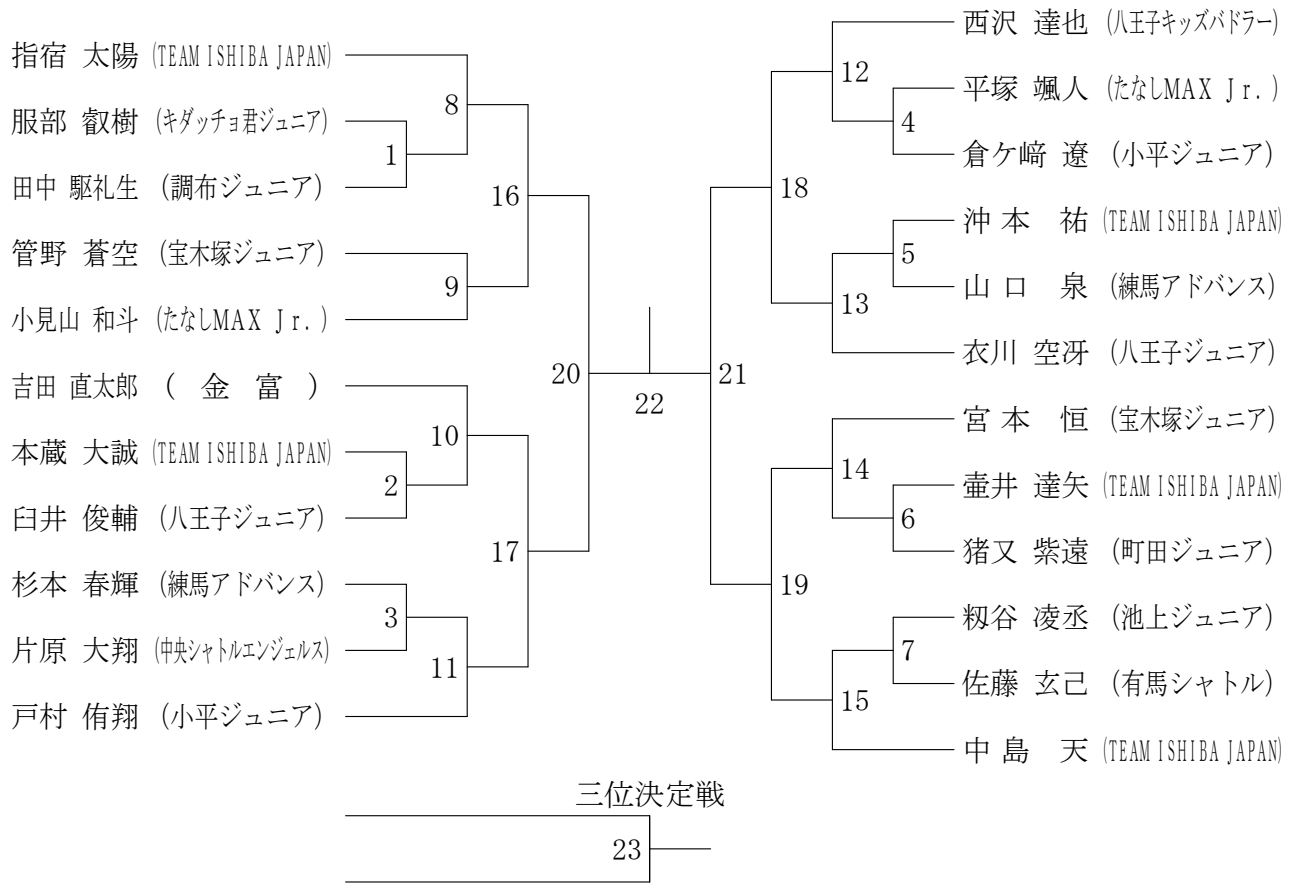 指宿 太陽 (TEAM ISHIBA JAPAN)
服部 叡樹 (キダッチョ君ジュニア)
田中 駆礼生 (調布ジュニア)
管野 蒼空 (宝木塚ジュニア)
小見山 和斗 (たなしMAX Jr.)
吉田 直太郎 ( 金 富 )
本蔵 大誠 (TEAM ISHIBA JAPAN)
臼井 俊輔 (八王子ジュニア)
杉本 春輝 (練馬アドバンス)
片原 大翔 (中央シャトルエンジェルス)
戸村 侑翔 (小平ジュニア)
1
2
3
8
9
10
11
16
17
20
22
21
18
19
12
13
14
15
4
5
6
7
西沢 達也 (八王子キッズバドラー)
平塚 颯人 (たなしMAX Jr.)
倉ケ﨑 遼 (小平ジュニア)
沖 本 祐 (TEAM ISHIBA JAPAN)
山 口 泉 (練馬アドバンス)
衣川 空冴 (八王子ジュニア)
宮 本 恒 (宝木塚ジュニア)
壷井 達矢 (TEAM ISHIBA JAPAN)
猪又 紫遠 (町田ジュニア)
籾谷 凌丞 (池上ジュニア)
佐藤 玄己 (有馬シャトル)
中 島 天 (TEAM ISHIBA JAPAN)
三位決定戦
23